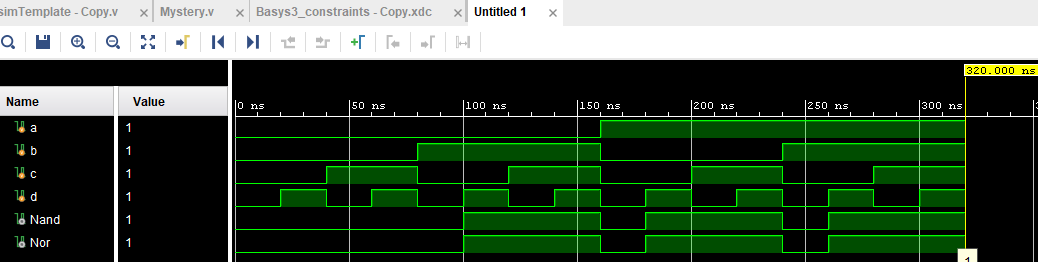 simTemplate - Copy.v × Mystery.v × Basys3_constraints - Copy.xdc × Untitled 1 ×
320.000 ns
Name Value 0 ns 50 ns 100 ns 150 ns 200 ns 250 ns 300 ns
a 1
b 1
c 1
d 1
Nand 1
Nor 1